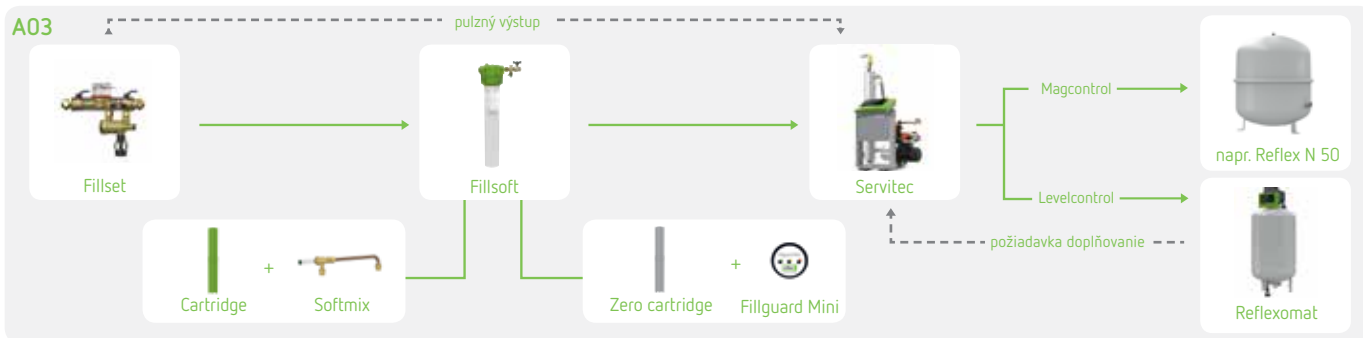 A03
pulzný výstup
Fillset
Fillsoft
Servitec
Magcontrol
napr. Reflex N 50
Levelcontrol
požiadavka doplňovanie
Reflexomat
Cartridge
+
Softmix
Zero cartridge
+
Fillguard Mini